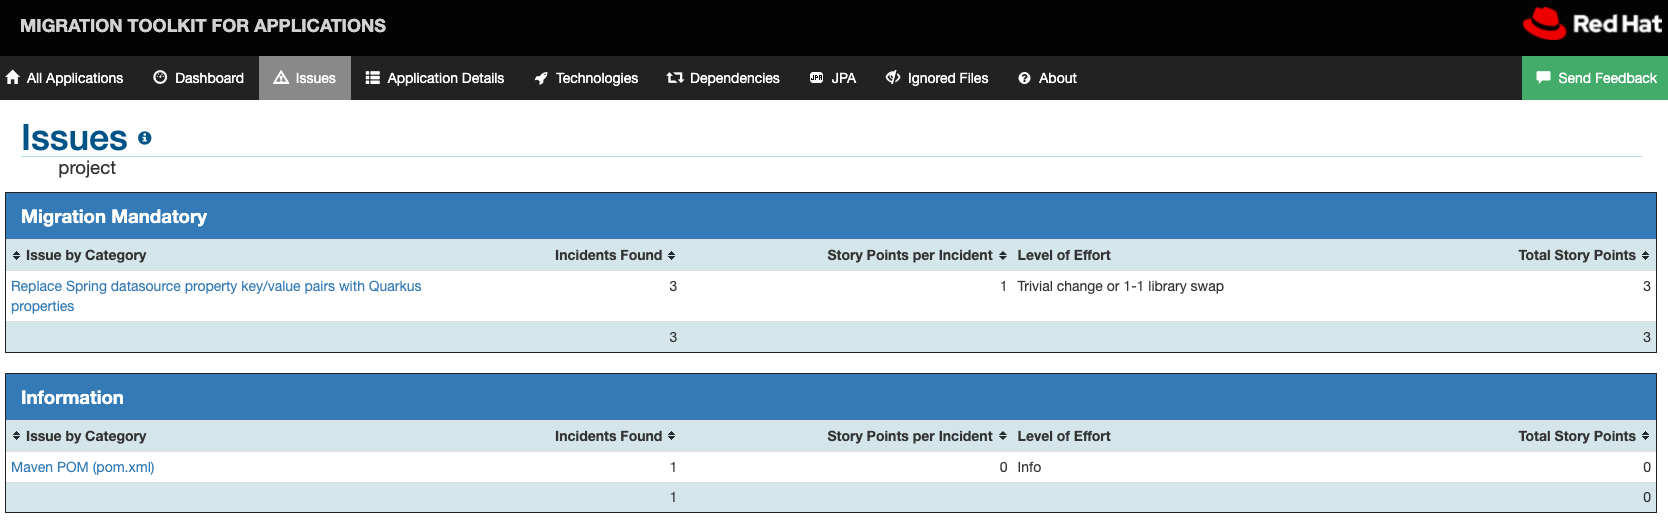 MIGRATION TOOLKIT FOR APPLICATIONS
Red Hat
All Applications Dashboard Issues Application Details Technologies Dependencies JPA JPA Ignored Files About Send Feedback
Issues
project
Migration Mandatory
Issue by Category Incidents Found Story Points per Incident Level of Effort Total Story Points
Replace Spring datasource property key/value pairs with Quarkus 3 1 Trivial change or 1-1 library swap 3
properties
3 3
Information
Issue by Category Incidents Found Story Points per Incident Level of Effort Total Story Points
Maven POM (pom.xml) 1 0 Info 0
1 0